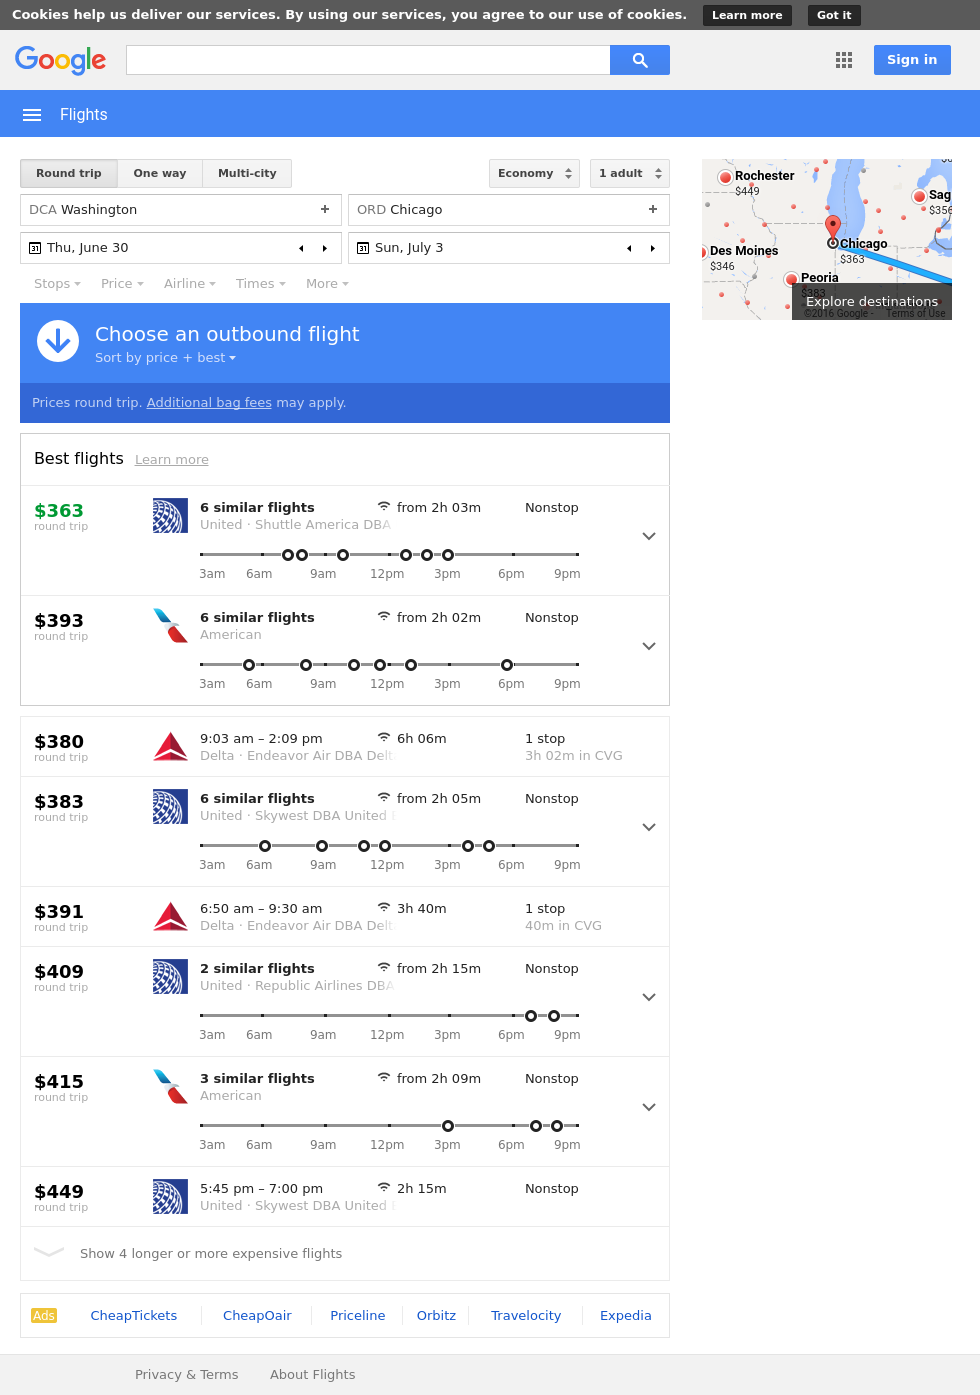 Cookies help us deliver our services. By using our services, you agree to our use of cookies. Learn more Got it
Google Sign in
Flights
Round trip One way Multi-city Economy 1 adult
DCA Washington + ORD Chicago +
31 Thu, June 30 31 Sun, July 3
Stops Price Airline Times More
Choose an outbound flight
Sort by price + best
Prices round trip. Additional bag fees may apply.
Rochester
$449
Sag
$356
Chicago
$363
Des Moines
$346
Peoria
$383
Explore destinations
©2016 Google - Terms of Use
Best flights Learn more
$363 6 similar flights from 2h 03m Nonstop
round trip United · Shuttle America DBA
3am 6am 9am 12pm 3pm 6pm 9pm
$393 6 similar flights from 2h 02m Nonstop
round trip American
3am 6am 9am 12pm 3pm 6pm 9pm
$380 9:03 am – 2:09 pm 6h 06m 1 stop
round trip Delta · Endeavor Air DBA Delt 3h 02m in CVG
$383 6 similar flights from 2h 05m Nonstop
round trip United · Skywest DBA United
3am 6am 9am 12pm 3pm 6pm 9pm
$391 6:50 am – 9:30 am 3h 40m 1 stop
round trip Delta · Endeavor Air DBA Delt 40m in CVG
$409 2 similar flights from 2h 15m Nonstop
round trip United · Republic Airlines DBA
3am 6am 9am 12pm 3pm 6pm 9pm
$415 3 similar flights from 2h 09m Nonstop
round trip American
3am 6am 9am 12pm 3pm 6pm 9pm
$449 5:45 pm – 7:00 pm 2h 15m Nonstop
round trip United · Skywest DBA United
Show 4 longer or more expensive flights
Ads CheapTickets CheapOair Priceline Orbitz Travelocity Expedia
Privacy & Terms About Flights